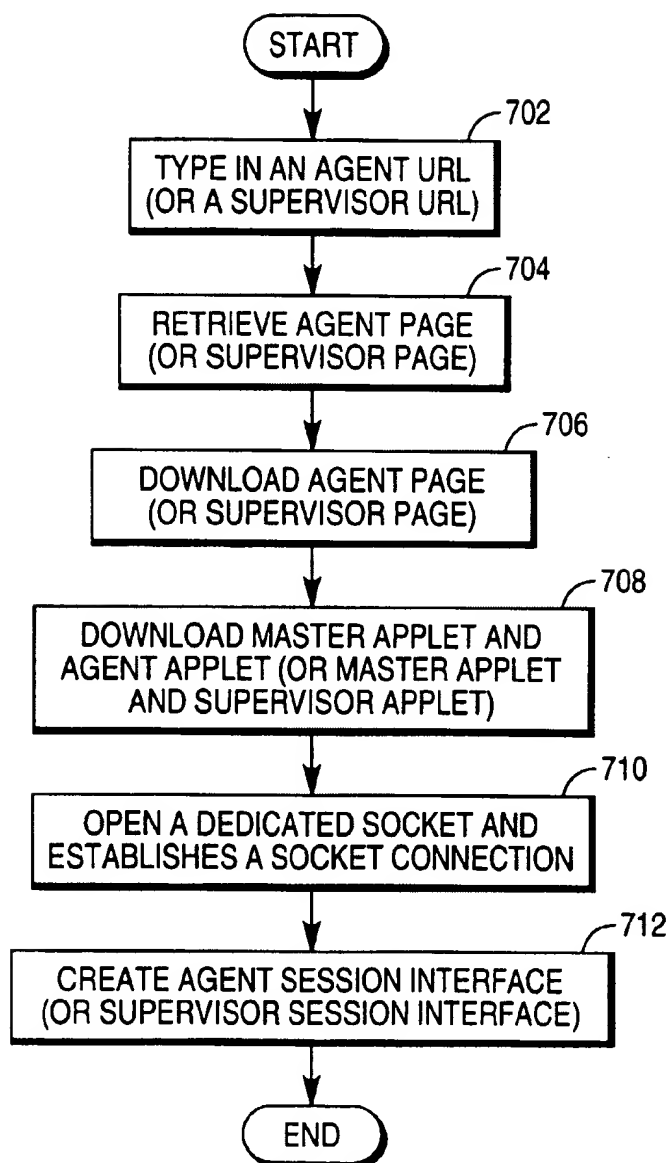 START
702
TYPE IN AN AGENT URL
(OR A SUPERVISOR URL)
704
RETRIEVE AGENT PAGE
(OR SUPERVISOR PAGE)
706
DOWNLOAD AGENT PAGE
(OR SUPERVISOR PAGE)
708
DOWNLOAD MASTER APPLET AND
AGENT APPLET (OR MASTER APPLET
AND SUPERVISOR APPLET)
710
OPEN A DEDICATED SOCKET AND
ESTABLISHES A SOCKET CONNECTION
712
CREATE AGENT SESSION INTERFACE
(OR SUPERVISOR SESSION INTERFACE)
END